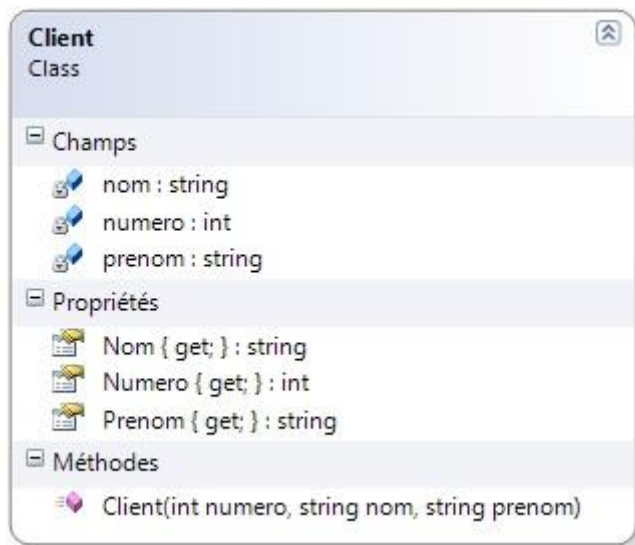 Client
Class
Champs
nom : string
numero : int
prenom : string
Propriétés
Nom { get; } : string
Numero { get; } : int
Prenom { get; } : string
Méthodes
Client(int numero, string nom, string prenom)